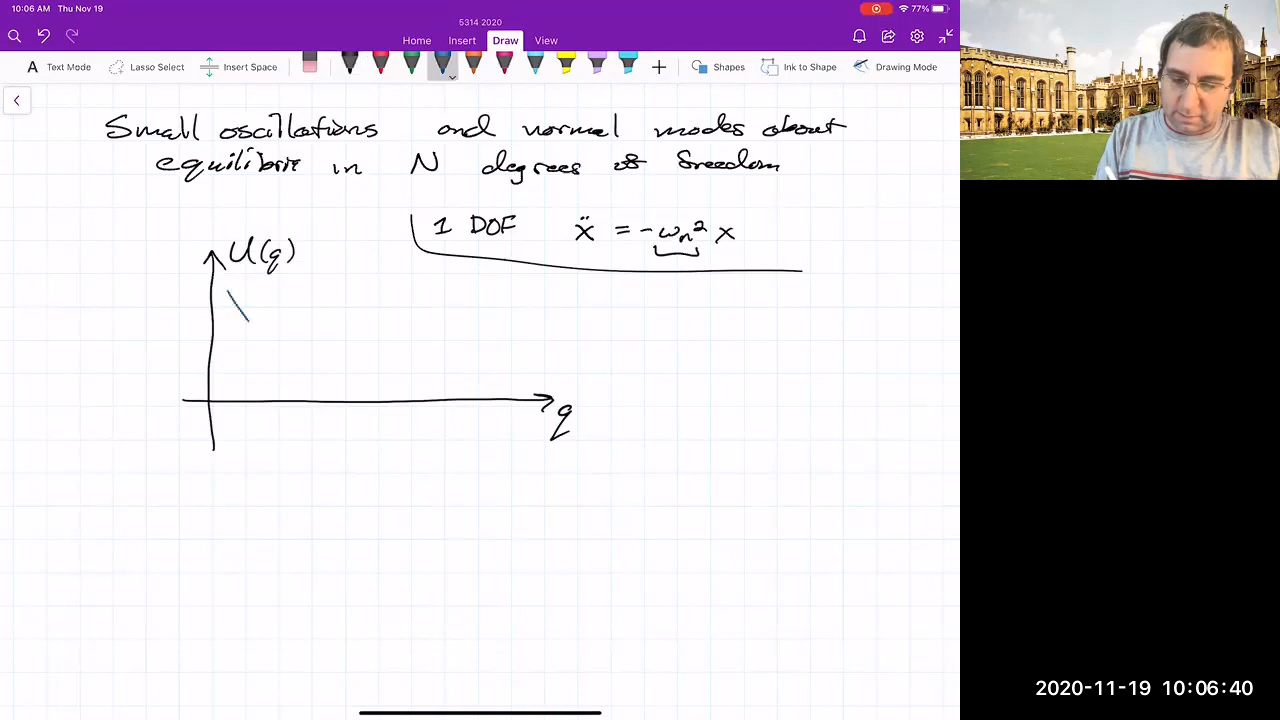 10:06 AM Thu Nov 19
77%
5314 2020
Home Insert Draw View
Text Mode Lasso Select Insert Space Shapes Ink to Shape Drawing Mode
Small oscillations and normal modes about
equilibria in N degrees of freedom
1 DOF ẍ = -ωn² x
U(q)
q
2020-11-19 10:06:40